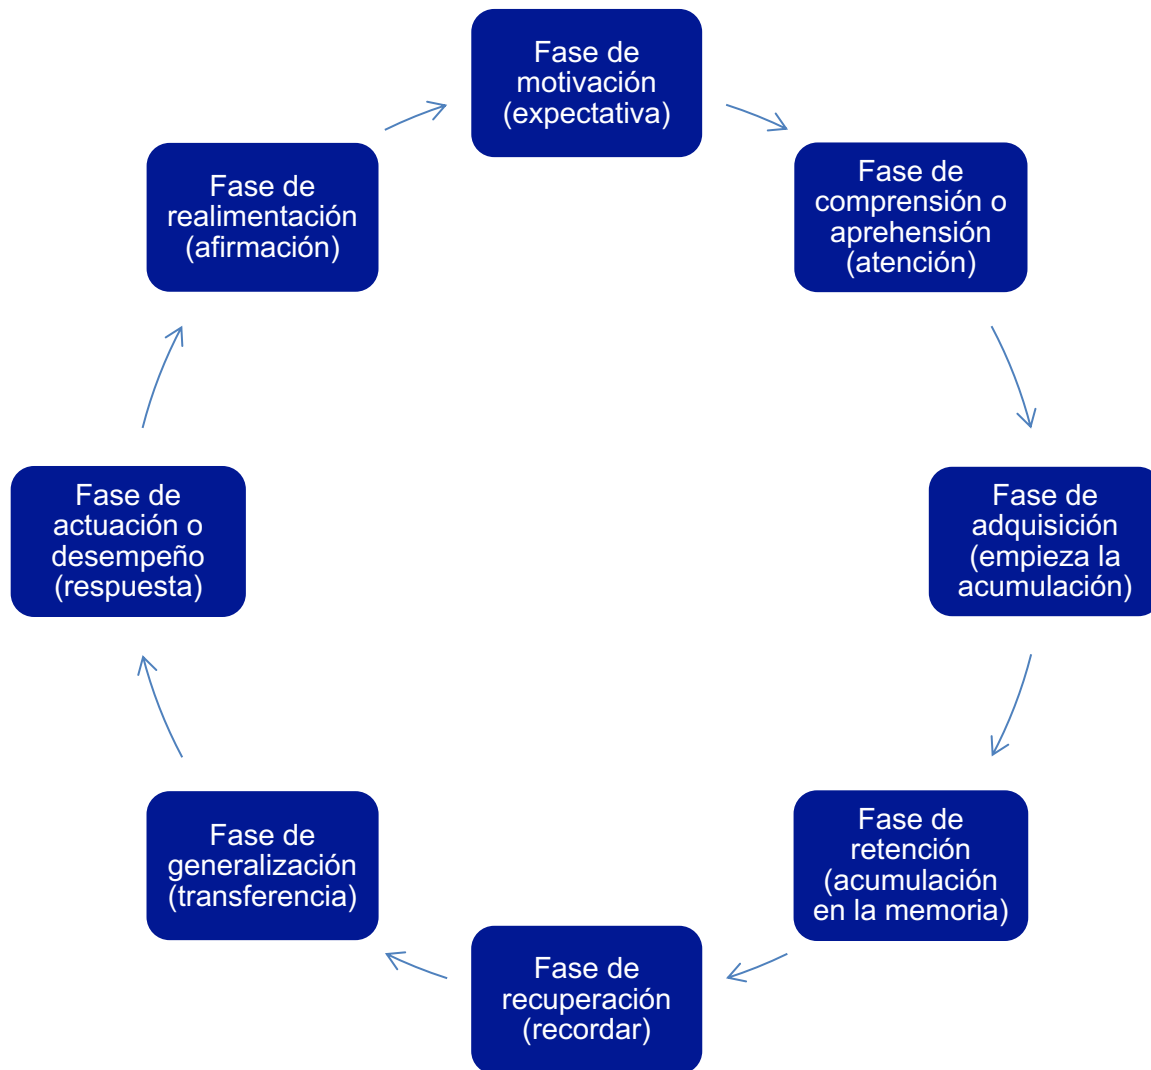 Fase de
motivación
(expectativa)
Fase de
comprensión o
aprehensión
(atención)
Fase de
adquisición
(empieza la
acumulación)
Fase de
retención
(acumulación
en la memoria)
Fase de
recuperación
(recordar)
Fase de
generalización
(transferencia)
Fase de
actuación o
desempeño
(respuesta)
Fase de
realimentación
(afirmación)